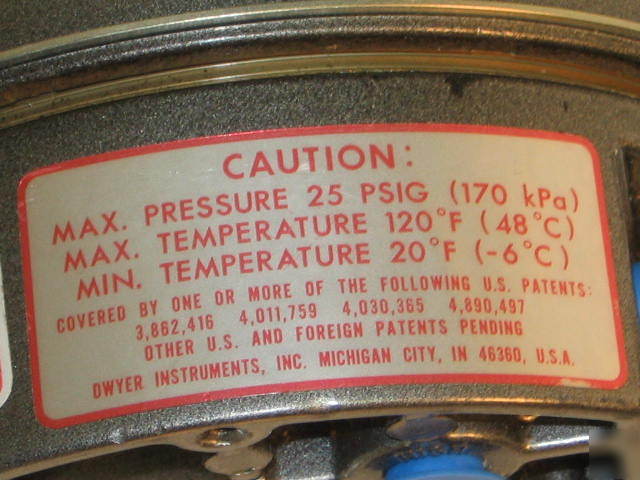 CAUTION:
MAX. PRESSURE 25 PSIG (170 kPa)
MAX. TEMPERATURE 120°F (48°C)
MIN. TEMPERATURE 20°F (-6°C)
COVERED BY ONE OR MORE OF THE FOLLOWING U.S. PATENTS:
3,862,416 4,011,759 4,030,365 4,890,497
OTHER U.S. AND FOREIGN PATENTS PENDING
DWYER INSTRUMENTS, INC. MICHIGAN CITY, IN 46360, U.S.A.